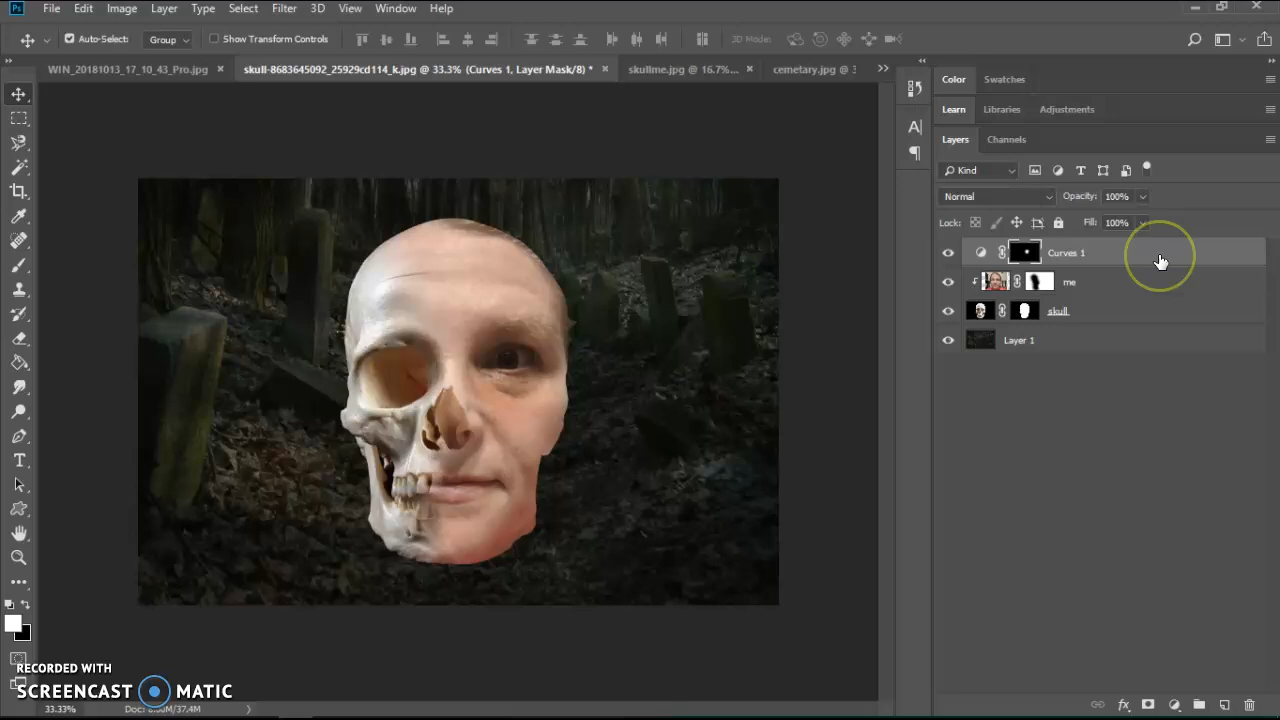 Ps File Edit Image Layer Type Select Filter 3D View Window Help
Auto-Select: Group Show Transform Controls 3D Mode:
WIN_20181013_17_10_43_Pro.jpg × skull-8683645092_25929cd114_k.jpg @ 33.3% (Curves 1, Layer Mask/8) * × skullme.jpg @ 16.7%... × cemetary.jpg @ 3
Color Swatches
Learn Libraries Adjustments
Layers Channels
Kind
Normal Opacity: 100%
Lock: Fill: 100%
Curves 1
me
skull
Layer 1
RECORDED WITH
SCREENCAST MATIC
33.33%